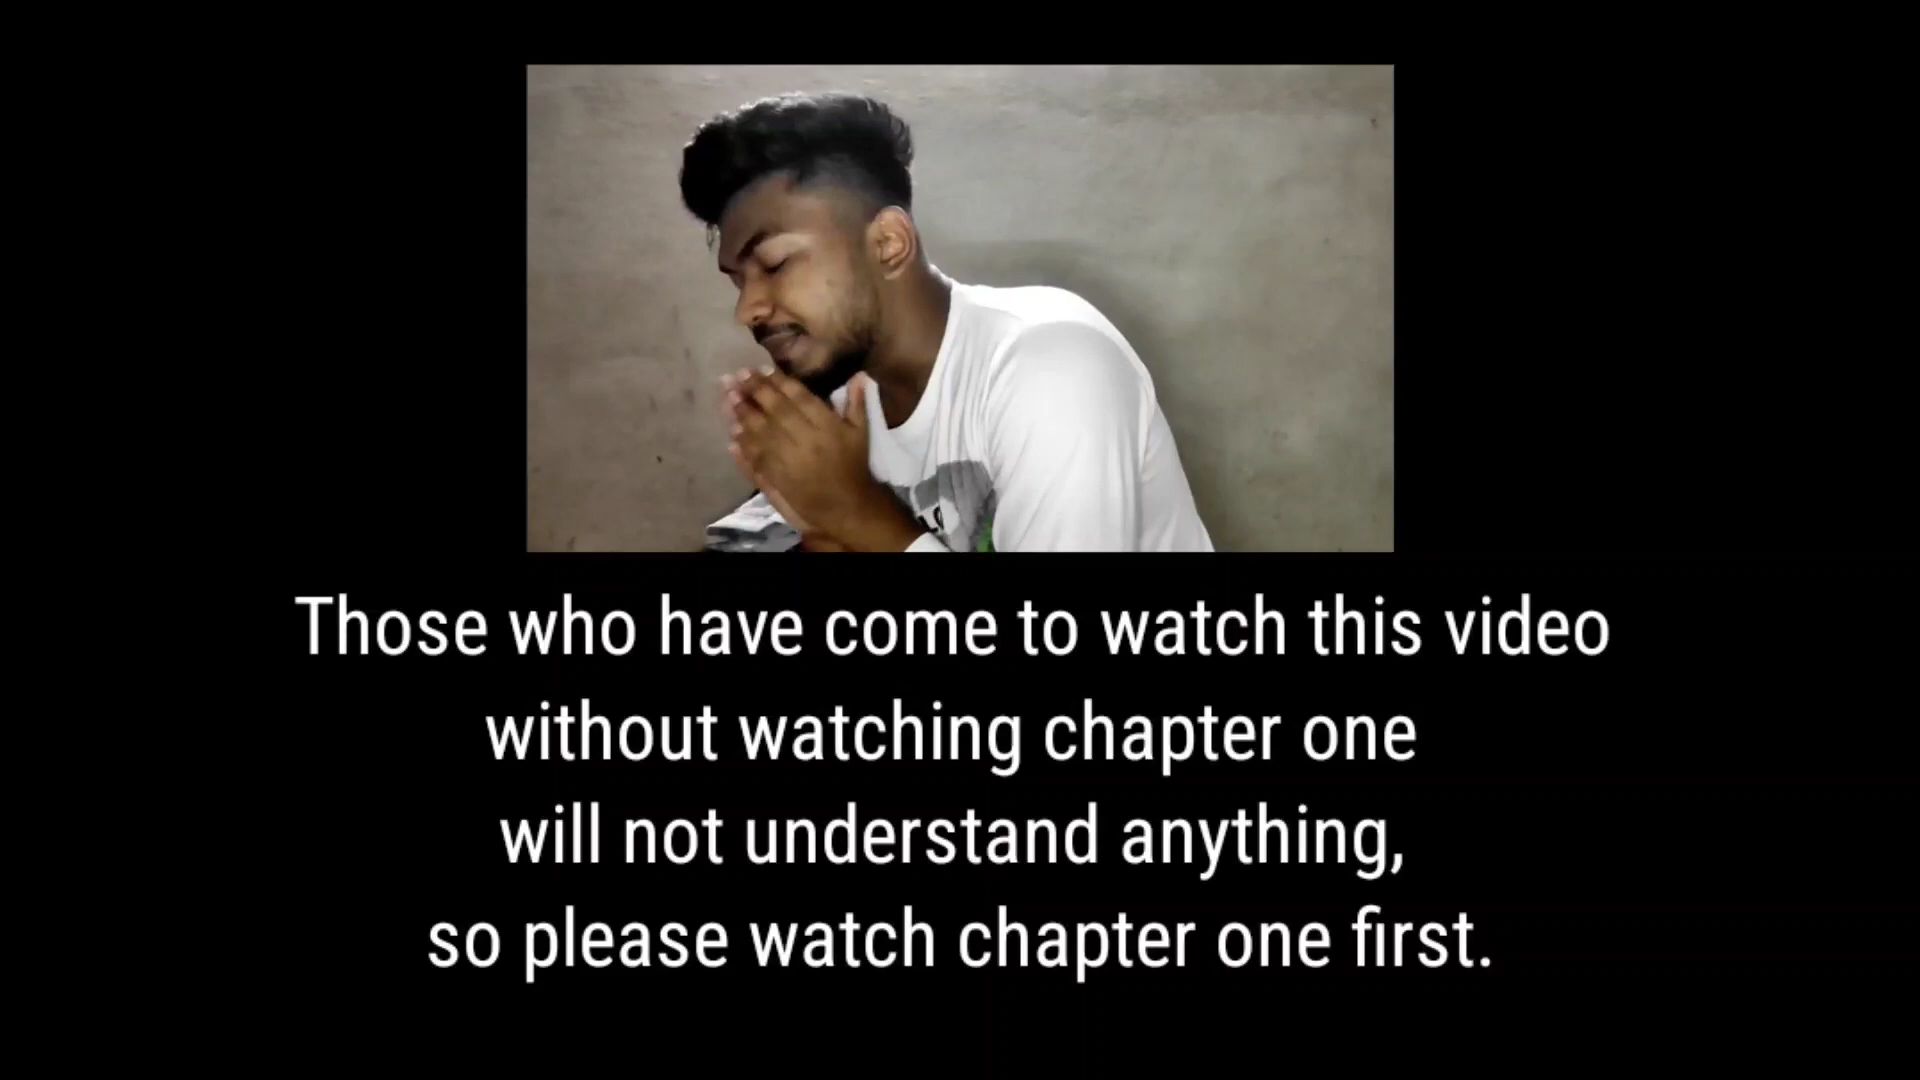 Those who have come to watch this video
without watching chapter one
will not understand anything,
so please watch chapter one first.